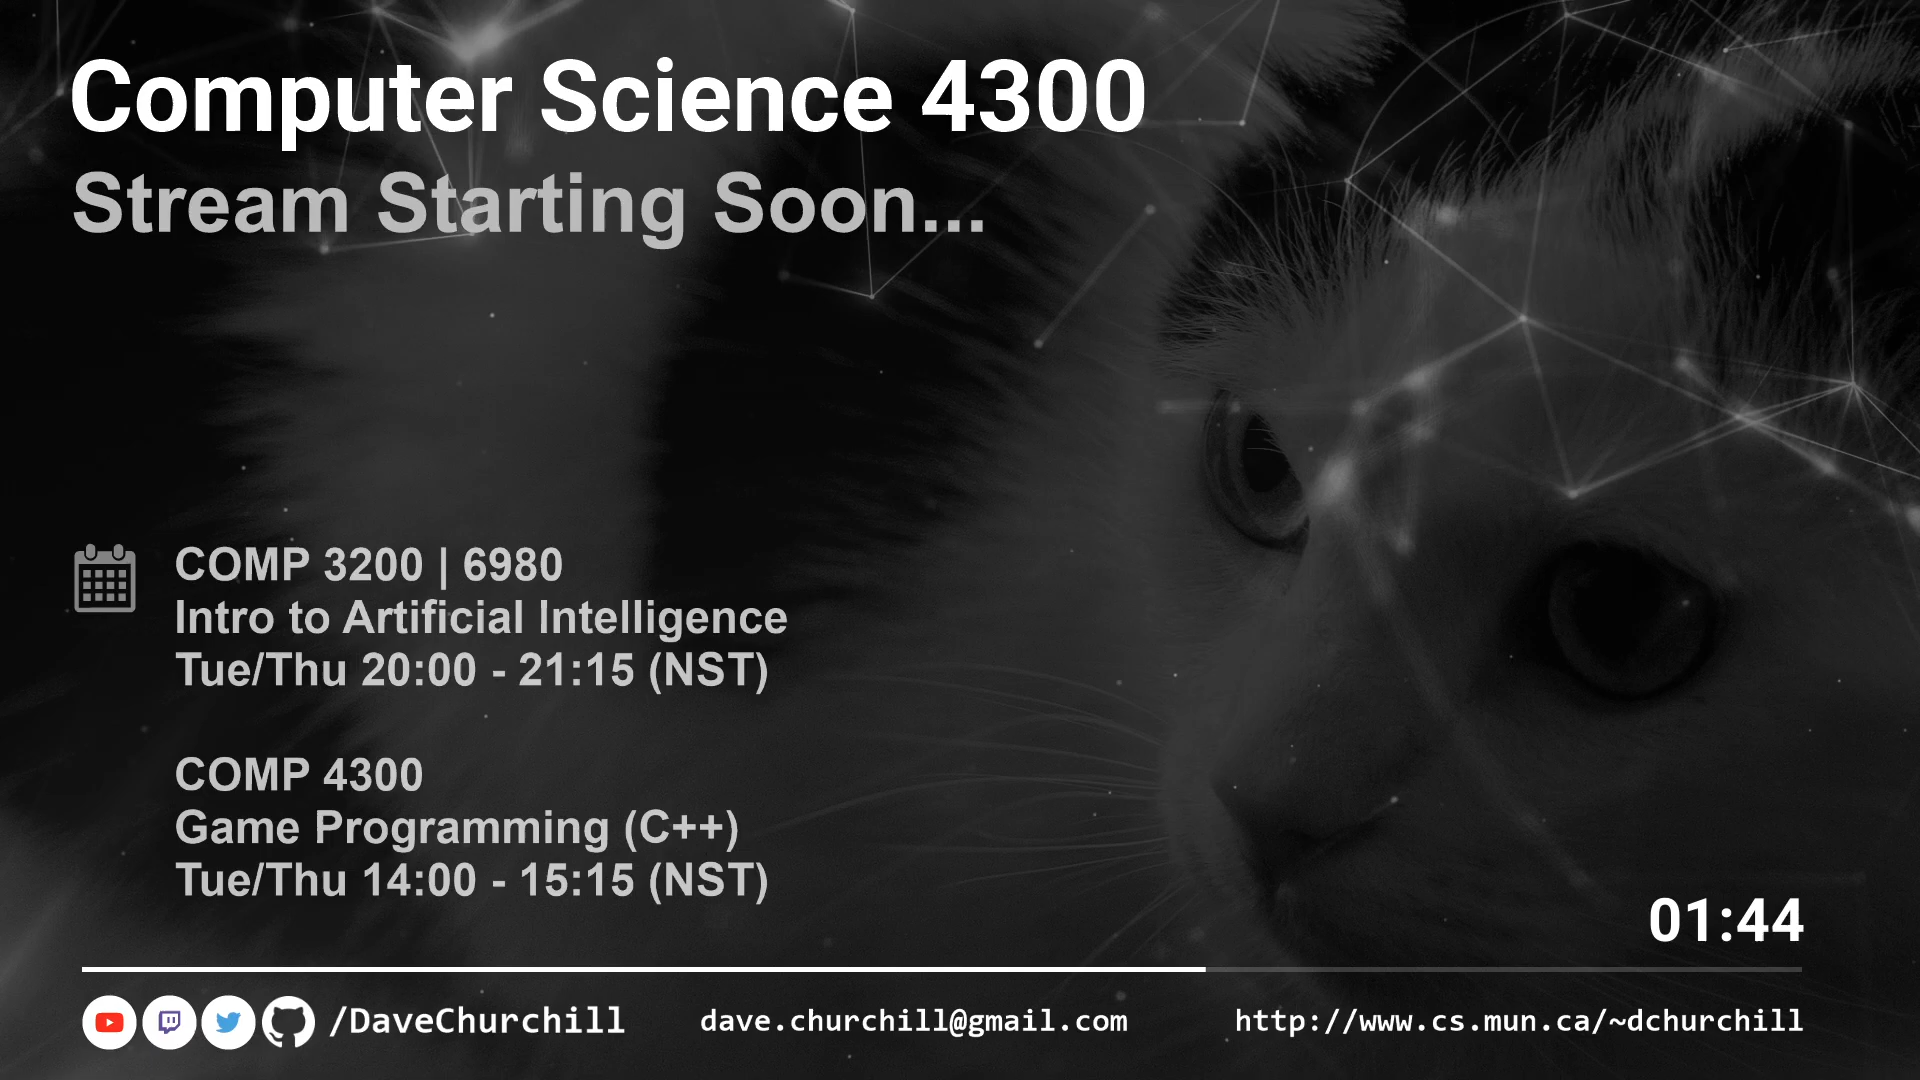 Computer Science 4300
Stream Starting Soon...
COMP 3200 | 6980
Intro to Artificial Intelligence
Tue/Thu 20:00 - 21:15 (NST)
COMP 4300
Game Programming (C++)
Tue/Thu 14:00 - 15:15 (NST)
01:44
/DaveChurchill dave.churchill@gmail.com http://www.cs.mun.ca/~dchurchill